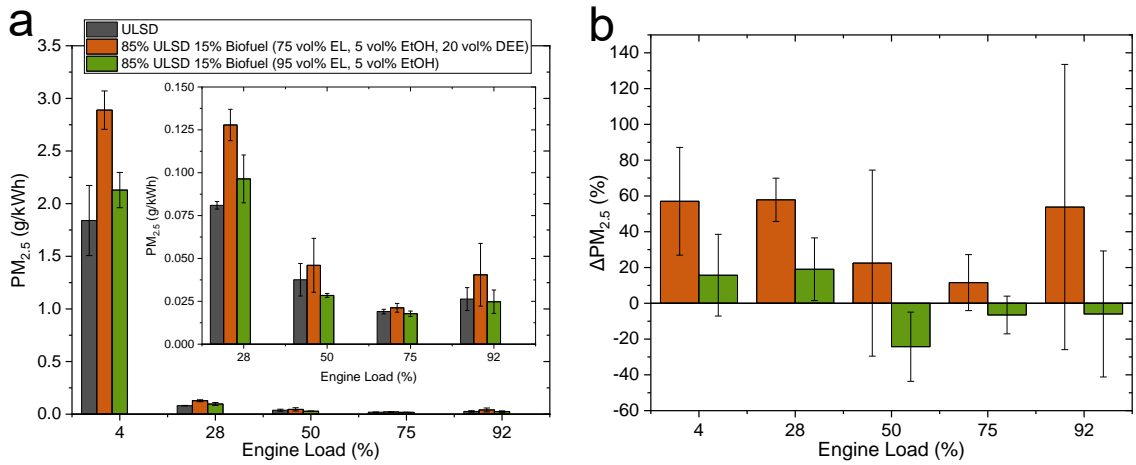 a
ULSD
85% ULSD 15% Biofuel (75 vol% EL, 5 vol% EtOH, 20 vol% DEE)
85% ULSD 15% Biofuel (95 vol% EL, 5 vol% EtOH)
3.5
3.0
2.5
2.0
1.5
1.0
0.5
0.0
PM2.5 (g/kWh)
0.150
0.125
0.100
0.075
0.050
0.025
0.000
PM2.5 (g/kWh)
28 50 75 92
Engine Load (%)
4 28 50 75 92
Engine Load (%)
b
140
120
100
80
60
40
20
0
-20
-40
-60
ΔPM2.5 (%)
4 28 50 75 92
Engine Load (%)